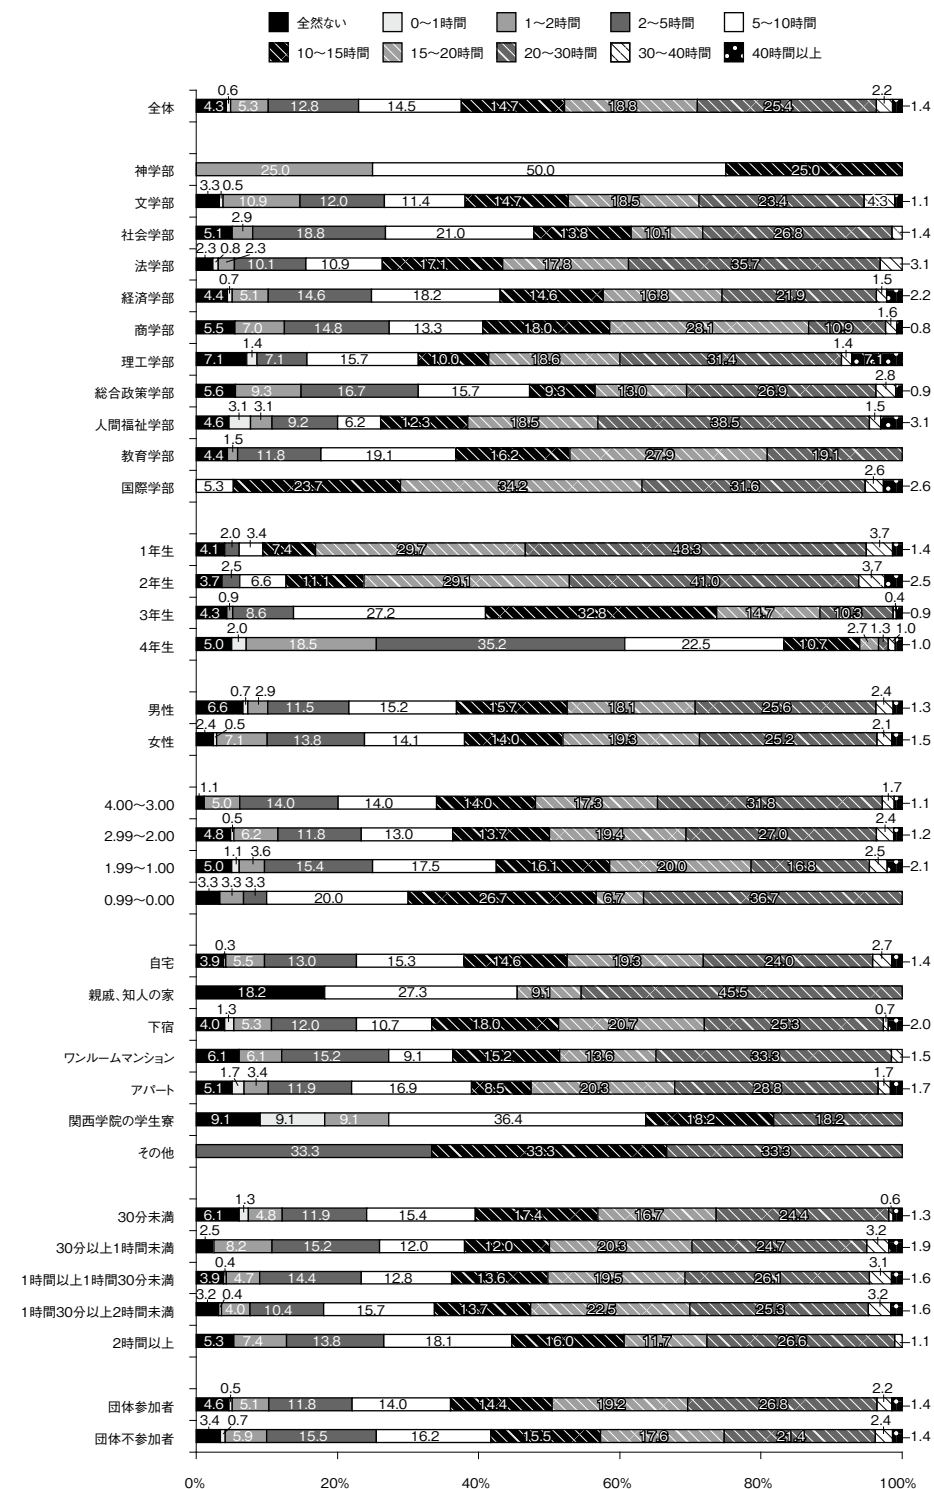 全然ない 0〜1時間 1〜2時間 2〜5時間 5〜10時間
10〜15時間 15〜20時間 20〜30時間 30〜40時間 40時間以上
0.6 2.2
全体 4.3 5.3 12.8 14.5 14.7 18.8 25.4 1.4
神学部 25.0 50.0 25.0
3.3 0.5
文学部 10.9 12.0 11.4 14.7 18.5 23.4 4.3 1.1
2.9
社会学部 5.1 18.8 21.0 13.8 10.1 26.8 1.4
2.3 0.8 2.3
法学部 10.1 10.9 17.1 17.8 35.7 3.1
0.7 1.5
経済学部 4.4 5.1 14.6 18.2 14.6 16.8 21.9 2.2
1.6
商学部 5.5 7.0 14.8 13.3 18.0 28.1 10.9 0.8
1.4 1.4
理工学部 7.1 7.1 15.7 10.0 18.6 31.4 7.1
2.8
総合政策学部 5.6 9.3 16.7 15.7 9.3 13.0 26.9 0.9
3.1 3.1 1.5
人間福祉学部 4.6 9.2 6.2 12.3 18.5 38.5 3.1
1.5
教育学部 4.4 11.8 19.1 16.2 27.9 19.1
2.6
国際学部 5.3 23.7 34.2 31.6 2.6
2.0 3.4 3.7
1年生 4.1 7.4 29.7 48.3 1.4
2.5 3.7
2年生 3.7 6.6 11.1 29.1 41.0 2.5
0.9 0.4
3年生 4.3 8.6 27.2 32.8 14.7 10.3 0.9
2.0 2.7 1.3 1.0
4年生 5.0 18.5 35.2 22.5 10.7 1.0
0.7 2.9 2.4
男性 6.6 11.5 15.2 15.7 18.1 25.6 1.3
2.4 0.5 2.1
女性 7.1 13.8 14.1 14.0 19.3 25.2 1.5
1.1 1.7
4.00〜3.00 5.0 14.0 14.0 14.0 17.3 31.8 1.1
0.5 2.4
2.99〜2.00 4.8 6.2 11.8 13.0 13.7 19.4 27.0 1.2
1.1 3.6 2.5
1.99〜1.00 5.0 15.4 17.5 16.1 20.0 16.8 2.1
3.3 3.3 3.3
0.99〜0.00 20.0 26.7 6.7 36.7
0.3 2.7
自宅 3.9 5.5 13.0 15.3 14.6 19.3 24.0 1.4
親戚、知人の家 18.2 27.3 9.1 45.5
1.3 0.7
下宿 4.0 5.3 12.0 10.7 18.0 20.7 25.3 2.0
ワンルームマンション 6.1 6.1 15.2 9.1 15.2 13.6 33.3 1.5
1.7 3.4 1.7
アパート 5.1 11.9 16.9 8.5 20.3 28.8 1.7
関西学院の学生寮 9.1 9.1 9.1 36.4 18.2 18.2
その他 33.3 33.3 33.3
1.3 0.6
30分未満 6.1 4.8 11.9 15.4 17.4 16.7 24.4 1.3
2.5 3.2
30分以上1時間未満 8.2 15.2 12.0 12.0 20.3 24.7 1.9
0.4 3.1
1時間以上1時間30分未満 3.9 4.7 14.4 12.8 13.6 19.5 26.1 1.6
3.2 0.4 3.2
1時間30分以上2時間未満 4.0 10.4 15.7 13.7 22.5 25.3 1.6
2時間以上 5.3 7.4 13.8 18.1 16.0 11.7 26.6 1.1
0.5 2.2
団体参加者 4.6 5.1 11.8 14.0 14.4 19.2 26.8 1.4
3.4 0.7 2.4
団体不参加者 5.9 15.5 16.2 15.5 17.6 21.4 1.4
0% 20% 40% 60% 80% 100%